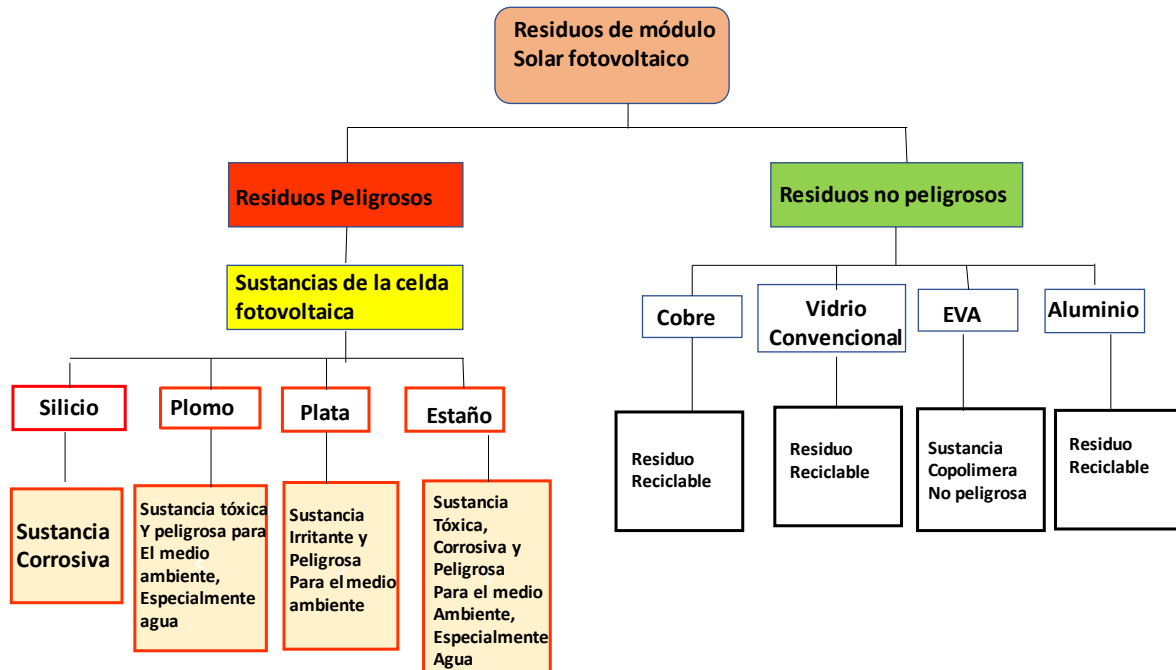 Residuos de módulo
Solar fotovoltaico
Residuos Peligrosos
Residuos no peligrosos
Sustancias de la celda
fotovoltaica
Cobre
Vidrio
Convencional
EVA
Aluminio
Silicio
Plomo
Plata
Estaño
Sustancia
Corrosiva
Sustancia tóxica
Y peligrosa para
El medio
ambiente,
Especialmente
agua
Sustancia
Irritante y
Peligrosa
Para el medio
ambiente
Sustancia
Tóxica,
Corrosiva y
Peligrosa
Para el medio
Ambiente,
Especialmente
Agua
Residuo
Reciclable
Residuo
Reciclable
Sustancia
Copolimera
No peligrosa
Residuo
Reciclable